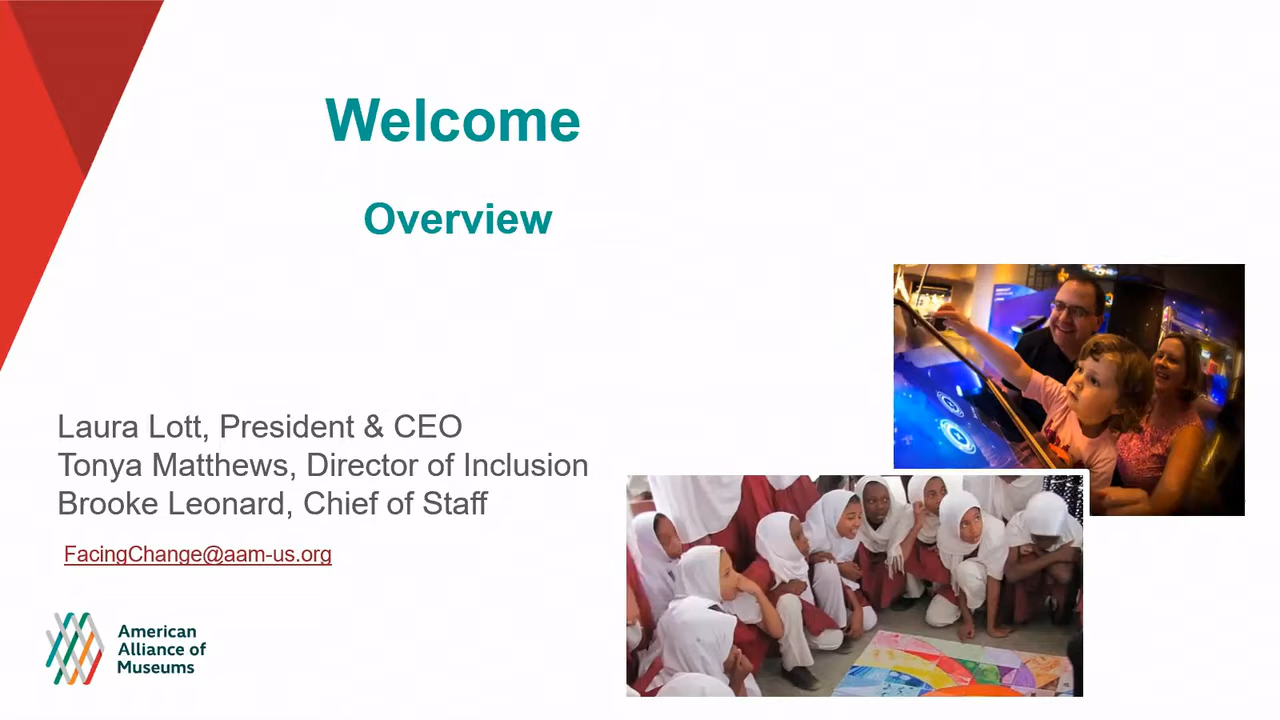 Welcome
Overview
Laura Lott, President & CEO
Tonya Matthews, Director of Inclusion
Brooke Leonard, Chief of Staff
FacingChange@aam-us.org
American
Alliance of
Museums